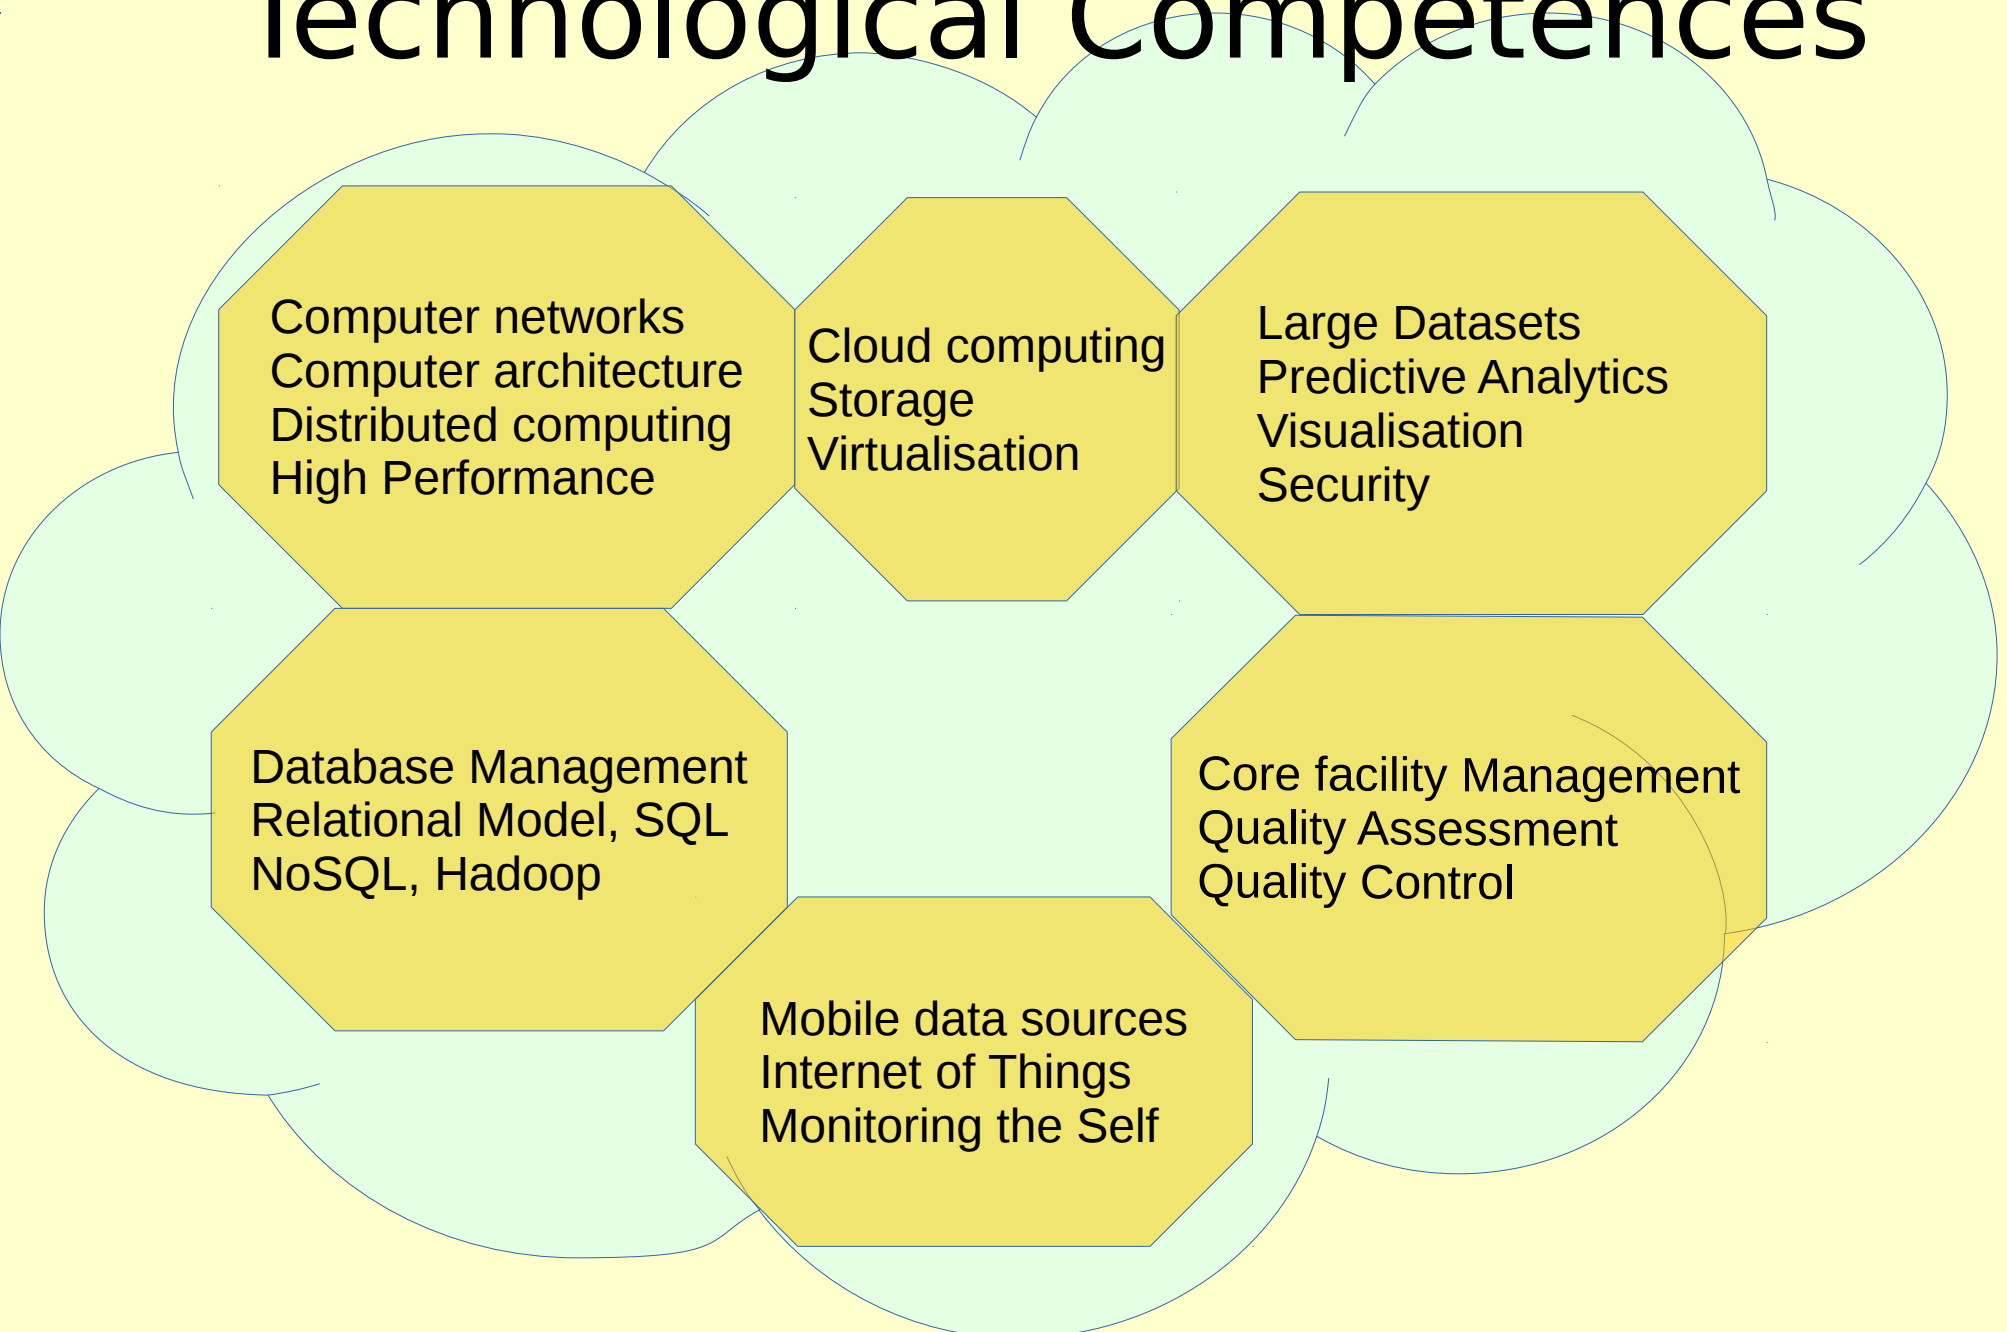 Technological Competences
Computer networks
Computer architecture
Distributed computing
High Performance
Cloud computing
Storage
Virtualisation
Large Datasets
Predictive Analytics
Visualisation
Security
Database Management
Relational Model, SQL
NoSQL, Hadoop
Core facility Management
Quality Assessment
Quality Control
Mobile data sources
Internet of Things
Monitoring the Self